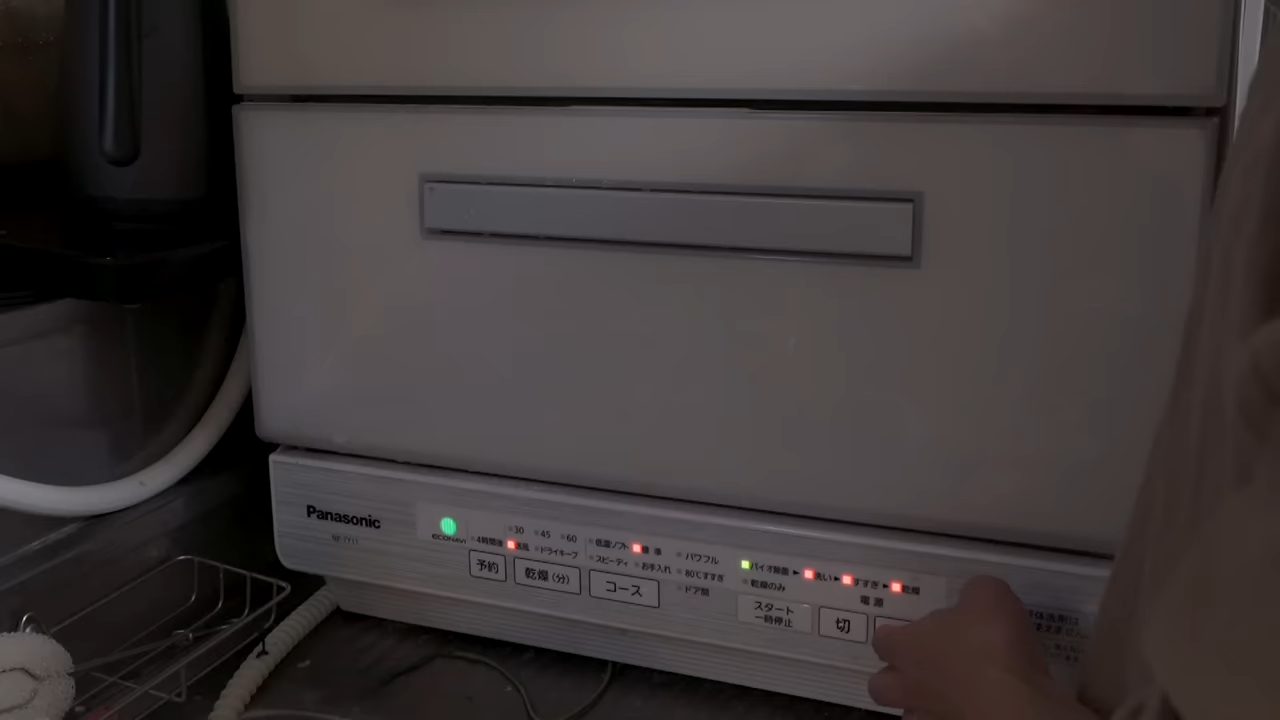 Panasonic
ECONAVI
30 45 60
4時間後 送風 ドライキープ
予約
乾燥(分)
低温ソフト 標準 パワフル
スピーディ お手入れ 80℃すすぎ
ドア開
コース
バイオ除菌 洗い すすぎ 乾燥
乾燥のみ
電源
スタート
一時停止
切